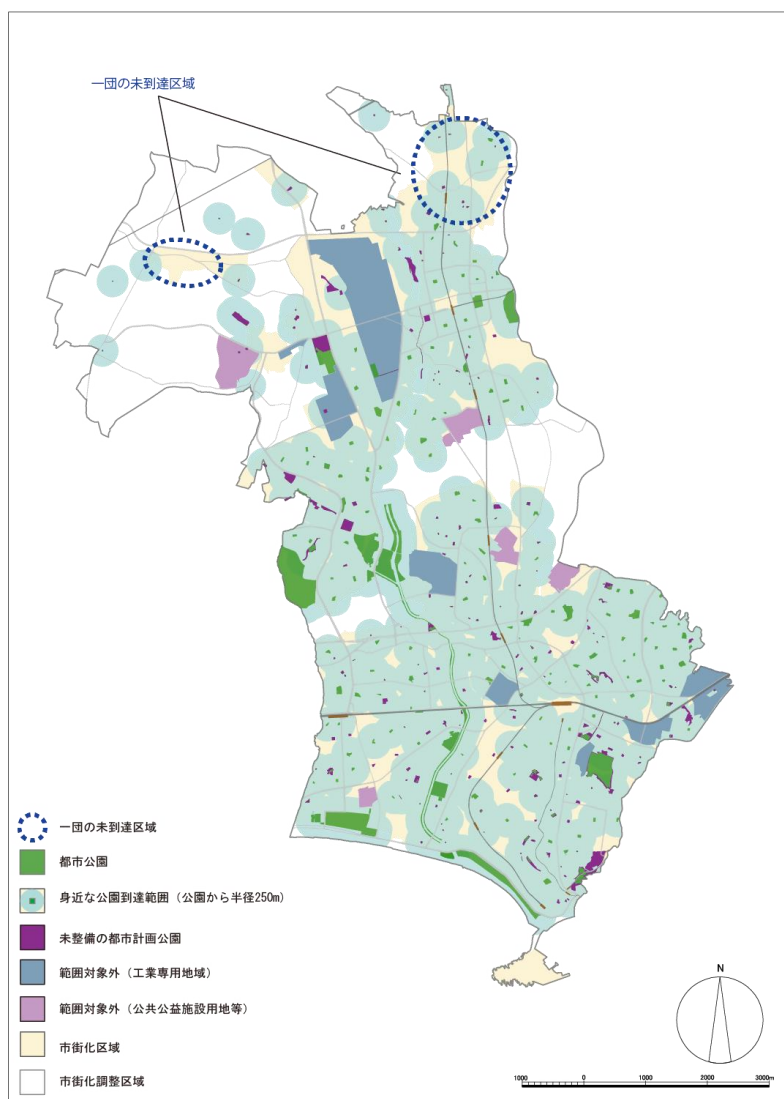 一団の未到達区域
一団の未到達区域
都市公園
身近な公園到達範囲（公園から半径250m）
未整備の都市計画公園
範囲対象外（工業専用地域）
範囲対象外（公共公益施設用地等）
市街化区域
市街化調整区域
N
1000 0 1000 2000 3000m